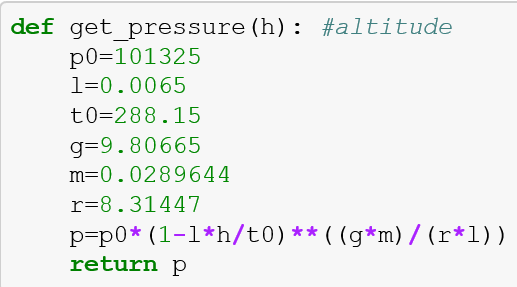 def get_pressure(h): #altitude
    p0=101325
    l=0.0065
    t0=288.15
    g=9.80665
    m=0.0289644
    r=8.31447
    p=p0*(1-l*h/t0)**((g*m)/(r*l))
    return p